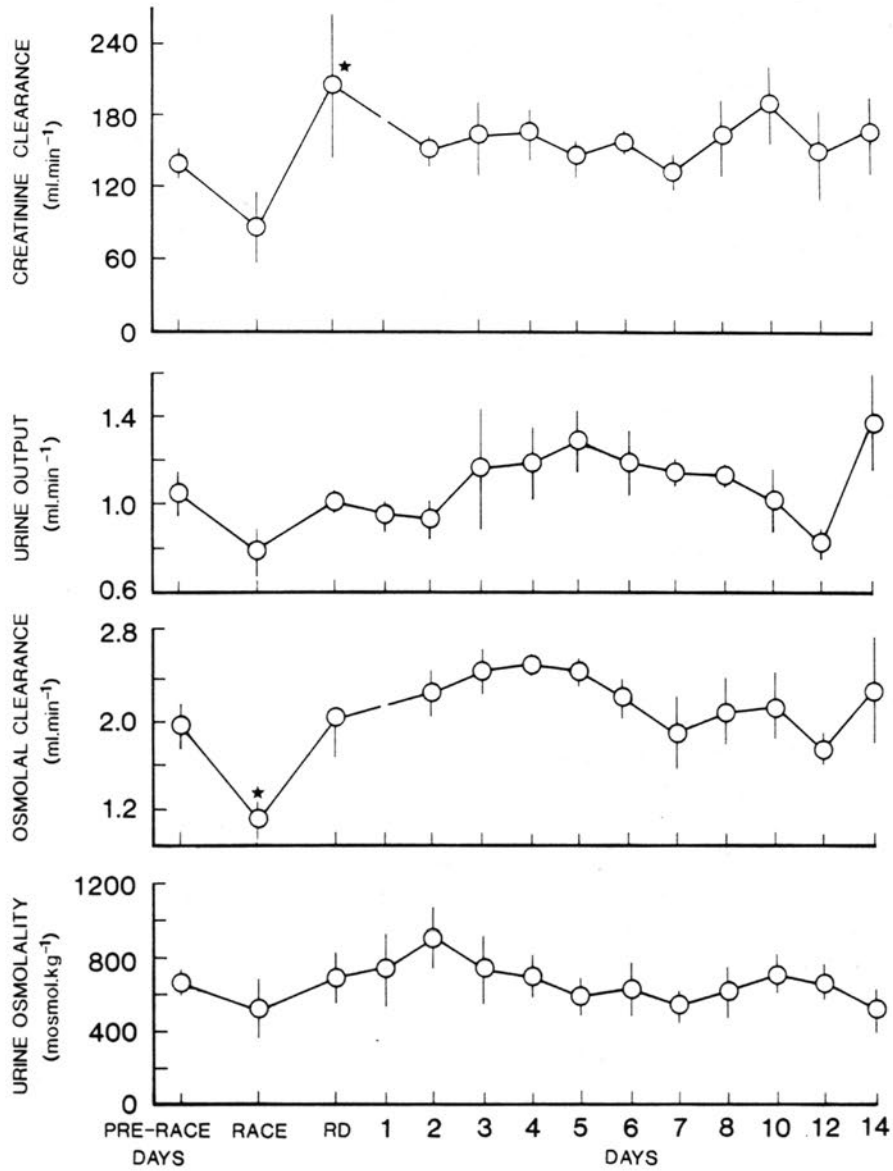 CREATININE CLEARANCE
(ml.min⁻¹)
240
180
120
60
0
★
URINE OUTPUT
(ml.min⁻¹)
1.4
1.0
0.6
OSMOLAL CLEARANCE
(ml.min⁻¹)
2.8
2.0
1.2
★
URINE OSMOLALITY
(mosmol.kg⁻¹)
1200
800
400
0
PRE-RACE RACE RD 1 2 3 4 5 6 7 8 10 12 14
DAYS DAYS